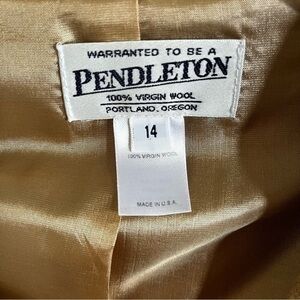 WARRANTED TO BE A
PENDLETON
100% VIRGIN WOOL
PORTLAND, OREGON
14
100% VIRGIN WOOL
MADE IN U.S.A.